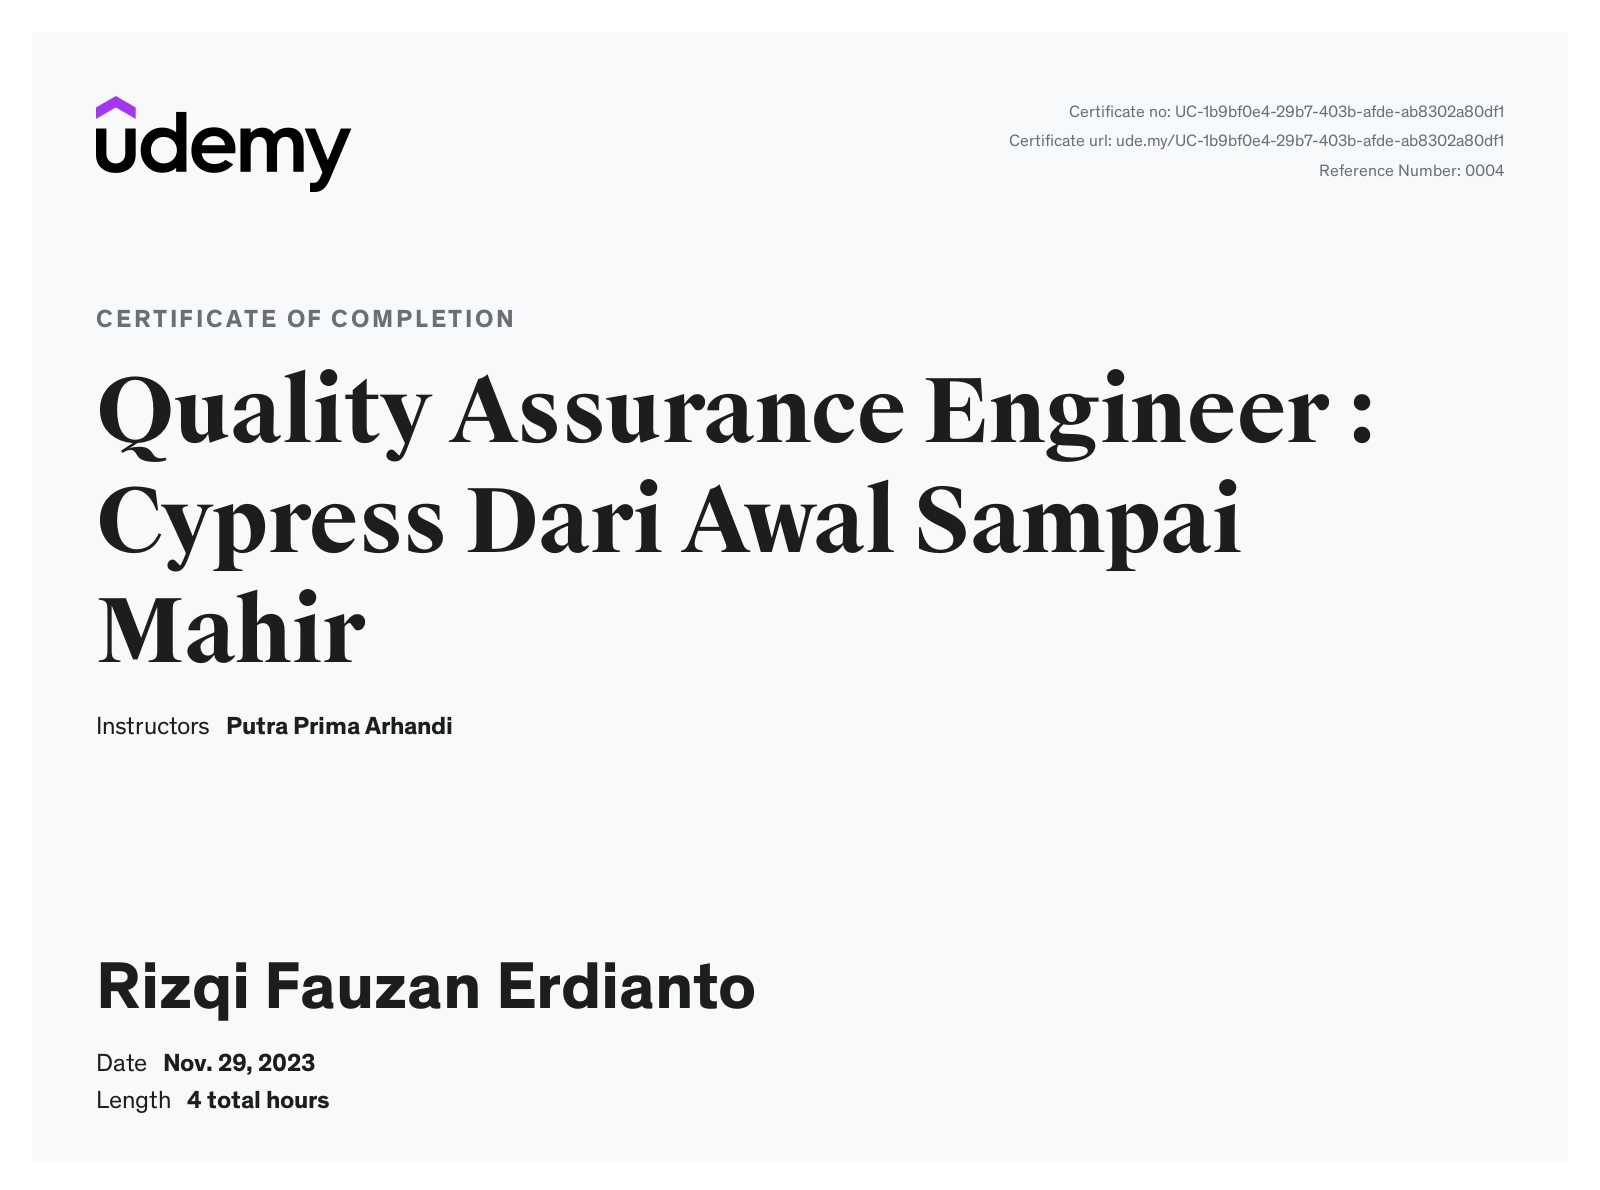 udemy
Certificate no: UC-1b9bf0e4-29b7-403b-afde-ab8302a80df1
Certificate url: ude.my/UC-1b9bf0e4-29b7-403b-afde-ab8302a80df1
Reference Number: 0004
CERTIFICATE OF COMPLETION
Quality Assurance Engineer :
Cypress Dari Awal Sampai
Mahir
Instructors Putra Prima Arhandi
Rizqi Fauzan Erdianto
Date Nov. 29, 2023
Length 4 total hours